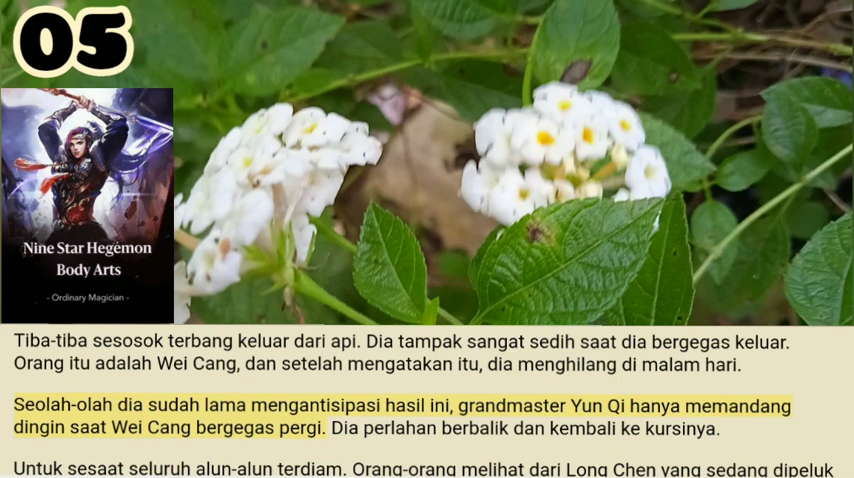 05
Nine Star Hegemon
Body Arts
- Ordinary Magician -
Tiba-tiba sesosok terbang keluar dari api. Dia tampak sangat sedih saat dia bergegas keluar.
Orang itu adalah Wei Cang, dan setelah mengatakan itu, dia menghilang di malam hari.
Seolah-olah dia sudah lama mengantisipasi hasil ini, grandmaster Yun Qi hanya memandang
dingin saat Wei Cang bergegas pergi. Dia perlahan berbalik dan kembali ke kursinya.
Untuk sesaat seluruh alun-alun terdiam. Orang-orang melihat dari Long Chen yang sedang dipeluk